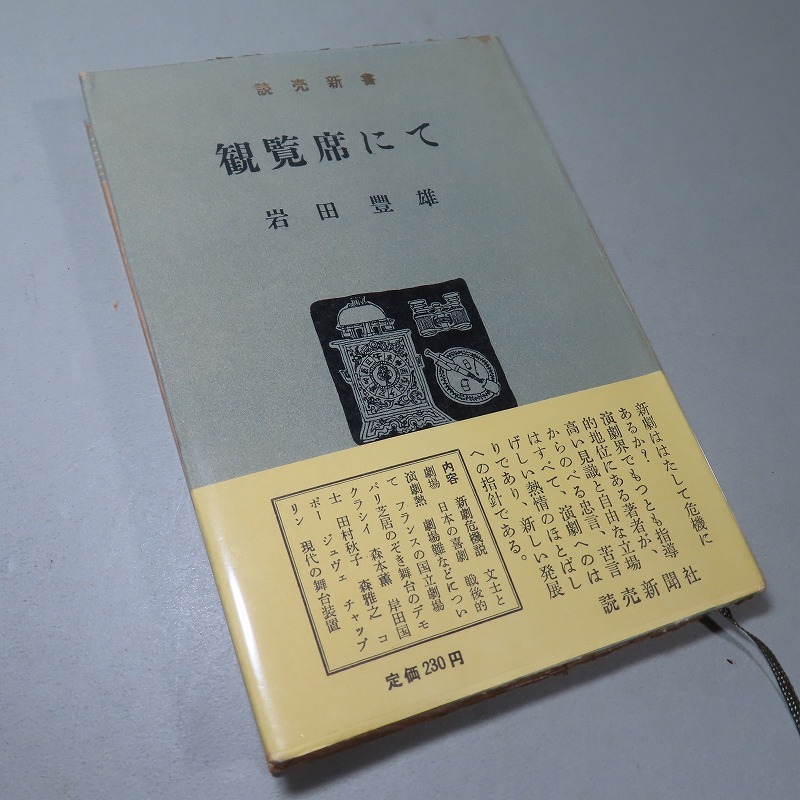 読売新書
観覧席にて
岩田豊雄
新劇ははたして危機に
あるか?
演劇界でもつとも指導
的地位にある著者が、
高い見識と自由な立場
からのべる忠言、苦言
はすべて、演劇へのは
げしい熱情のほとばし
りであり、新しい発展
への指針である。
読売新聞社
内容 新劇危機説 文士と
劇場 日本の喜劇 戦後的
演劇熱 劇場難などについ
て フランスの国立劇場
パリ芝居のぞき舞台のデモ
クラシイ 森本薫 岸田国
士 田村秋子 森雅之 コ
ポー ジュヴェ チャップ
リン 現代の舞台装置
定価230円